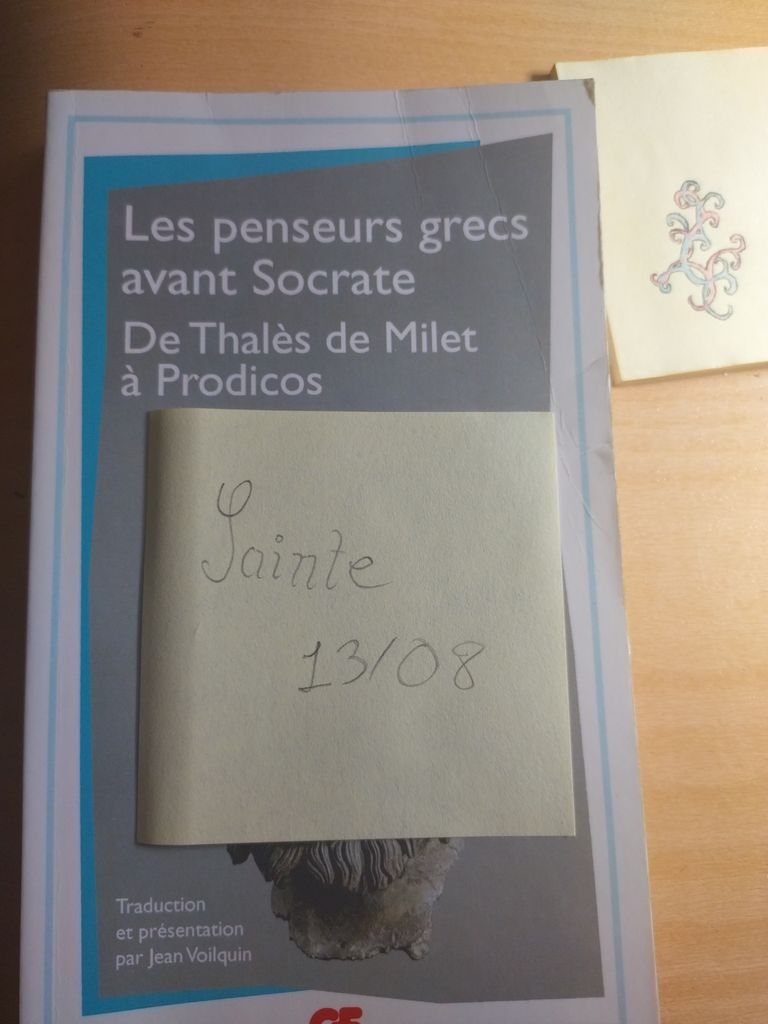 Les penseurs grecs
avant Socrate
De Thalès de Milet
à Prodicos
Sainte
13/08
Traduction
et présentation
par Jean Voilquin
GF